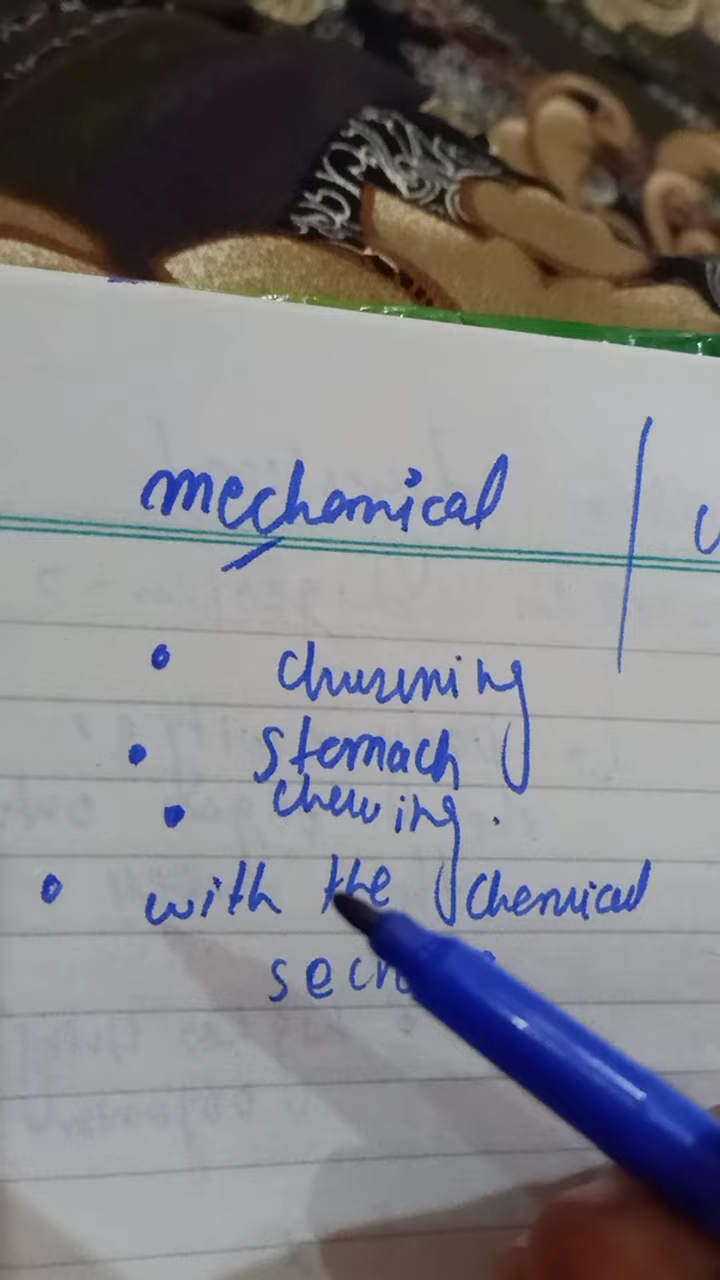 mechanical
churning
stomach
chewing.
with the chemical